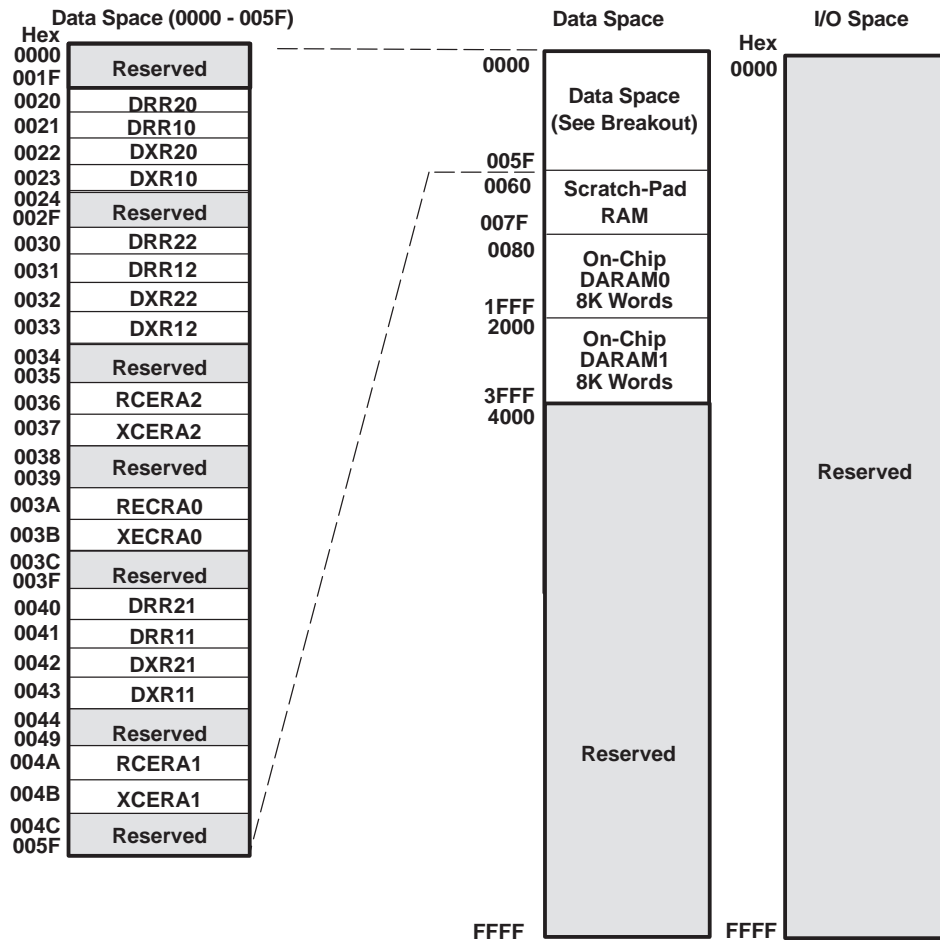 Data Space (0000 - 005F)
Hex
0000
001F
Reserved
0020
DRR20
0021
DRR10
0022
DXR20
0023
DXR10
0024
002F
Reserved
0030
DRR22
0031
DRR12
0032
DXR22
0033
DXR12
0034
0035
Reserved
0036
RCERA2
0037
XCERA2
0038
0039
Reserved
003A
RECRA0
003B
XECRA0
003C
003F
Reserved
0040
DRR21
0041
DRR11
0042
DXR21
0043
DXR11
0044
0049
Reserved
004A
RCERA1
004B
XCERA1
004C
005F
Reserved
Data Space
0000
Data Space
(See Breakout)
005F
0060
Scratch-Pad
RAM
007F
0080
On-Chip
DARAM0
8K Words
1FFF
2000
On-Chip
DARAM1
8K Words
3FFF
4000
Reserved
FFFF
I/O Space
Hex
0000
Reserved
FFFF